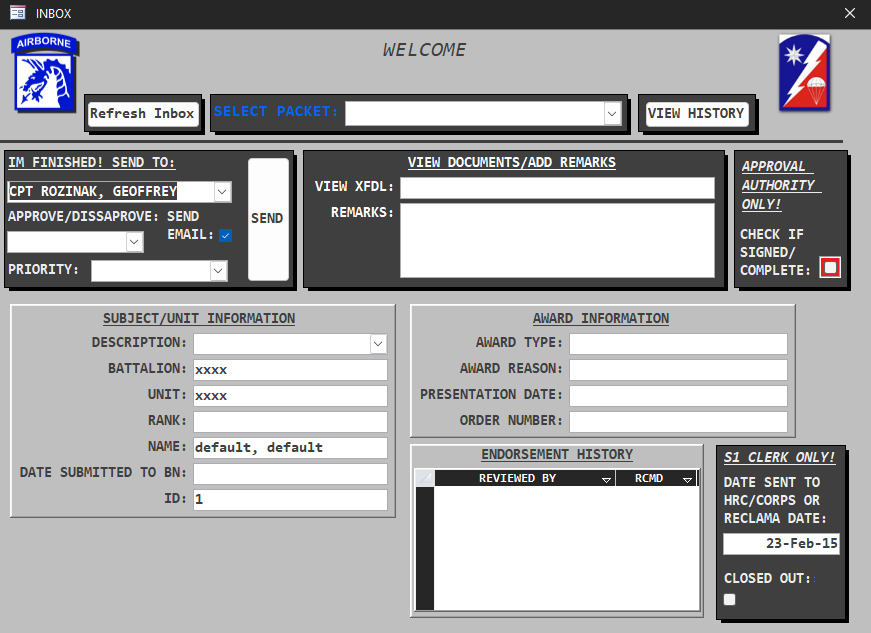 INBOX
AIRBORNE
WELCOME
Refresh Inbox
SELECT PACKET:
VIEW HISTORY
IM FINISHED! SEND TO:
CPT ROZINAK, GEOFFREY
APPROVE/DISSAPROVE:
SEND
EMAIL:
PRIORITY:
SEND
VIEW DOCUMENTS/ADD REMARKS
VIEW XFDL:
REMARKS:
APPROVAL
AUTHORITY
ONLY!
CHECK IF
SIGNED/
COMPLETE:
SUBJECT/UNIT INFORMATION
DESCRIPTION:
BATTALION: xxxx
UNIT: xxxx
RANK:
NAME: default, default
DATE SUBMITTED TO BN:
ID: 1
AWARD INFORMATION
AWARD TYPE:
AWARD REASON:
PRESENTATION DATE:
ORDER NUMBER:
ENDORSEMENT HISTORY
REVIEWED BY RCMD
S1 CLERK ONLY!
DATE SENT TO
HRC/CORPS OR
RECLAMA DATE:
23-Feb-15
CLOSED OUT: